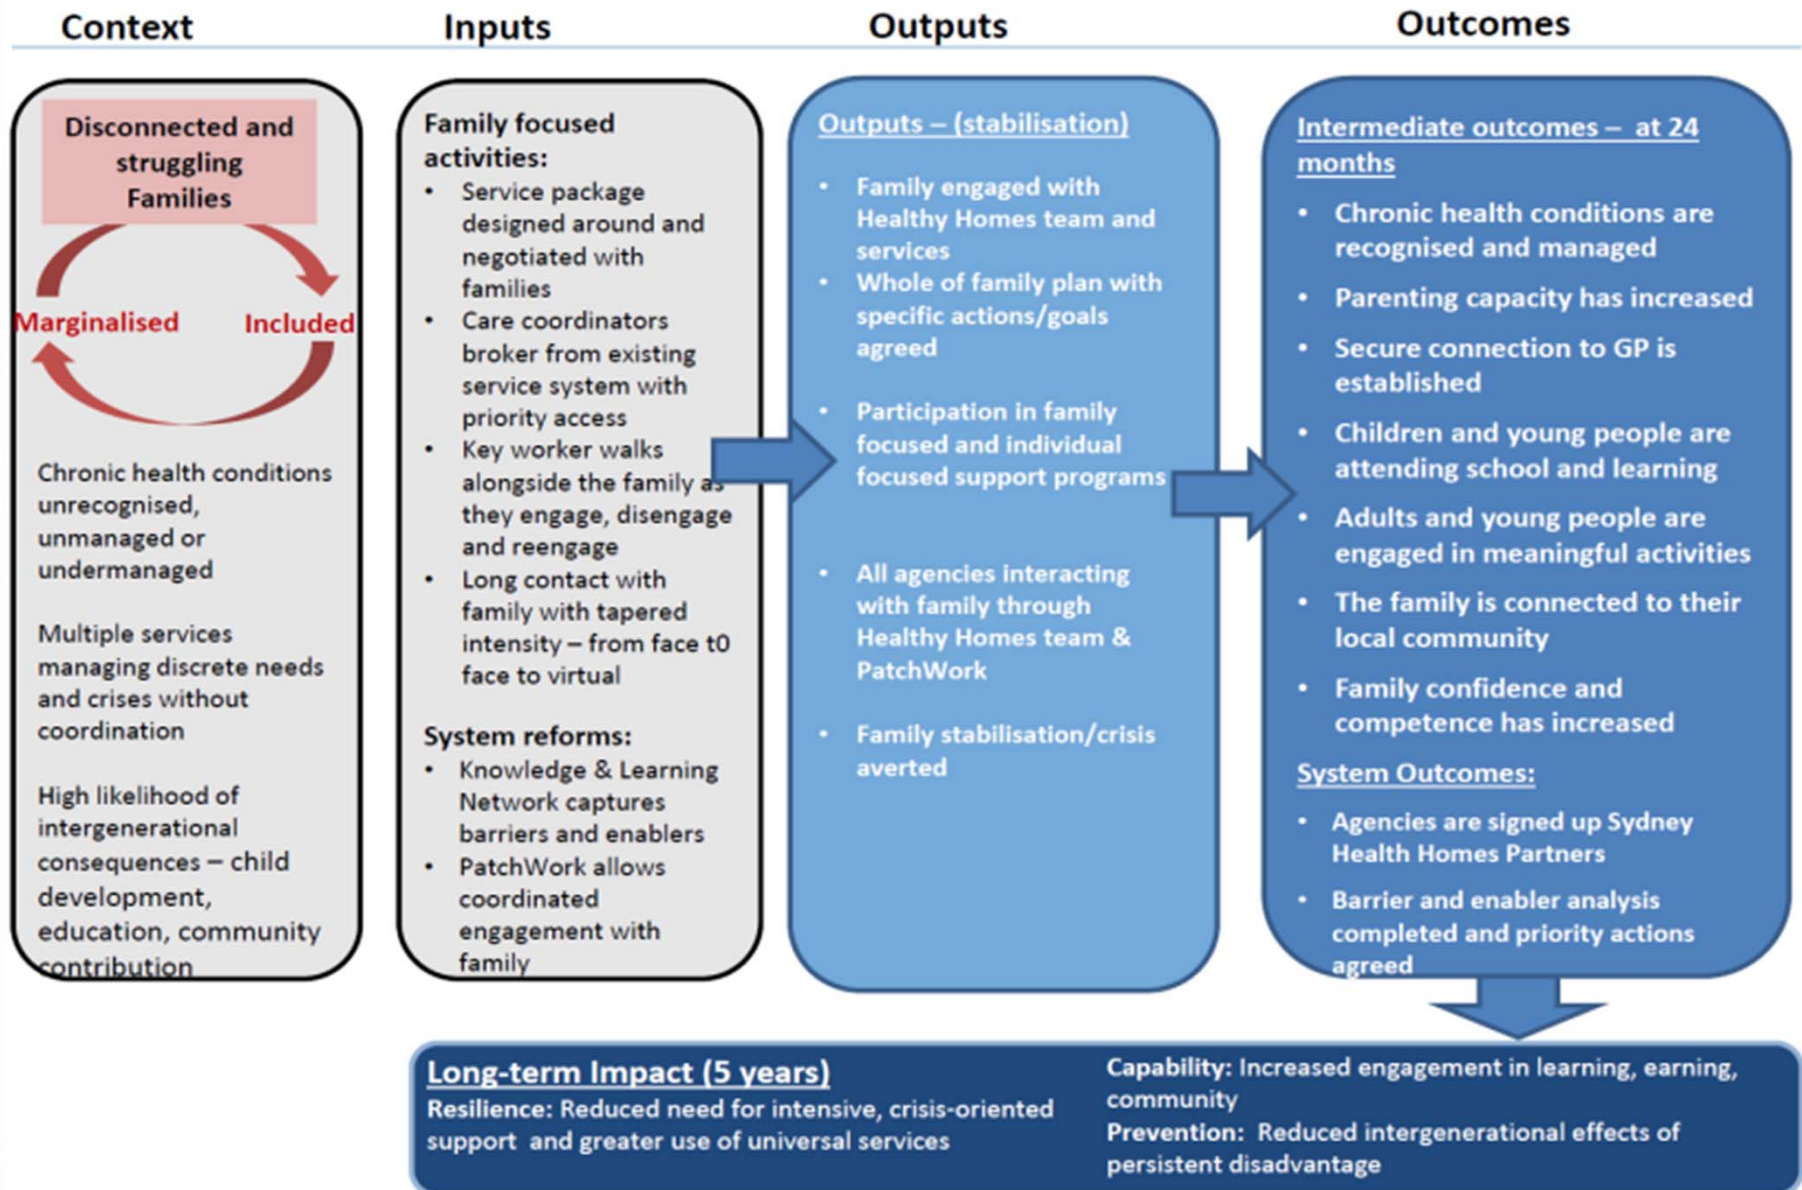 Context
Inputs
Outputs
Outcomes
Disconnected and
struggling
Families
Marginalised
Included
Chronic health conditions
unrecognised,
unmanaged or
undermanaged
Multiple services
managing discrete needs
and crises without
coordination
High likelihood of
intergenerational
consequences – child
development,
education, community
contribution
Family focused
activities:
• Service package
designed around and
negotiated with
families
• Care coordinators
broker from existing
service system with
priority access
• Key worker walks
alongside the family as
they engage, disengage
and reengage
• Long contact with
family with tapered
intensity – from face t0
face to virtual
System reforms:
• Knowledge & Learning
Network captures
barriers and enablers
• PatchWork allows
coordinated
engagement with
family
Outputs – (stabilisation)
• Family engaged with
Healthy Homes team and
services
• Whole of family plan with
specific actions/goals
agreed
• Participation in family
focused and individual
focused support programs
• All agencies interacting
with family through
Healthy Homes team &
PatchWork
• Family stabilisation/crisis
averted
Intermediate outcomes – at 24
months
• Chronic health conditions are
recognised and managed
• Parenting capacity has increased
• Secure connection to GP is
established
• Children and young people are
attending school and learning
• Adults and young people are
engaged in meaningful activities
• The family is connected to their
local community
• Family confidence and
competence has increased
System Outcomes:
• Agencies are signed up Sydney
Health Homes Partners
• Barrier and enabler analysis
completed and priority actions
agreed
Long-term Impact (5 years)
Resilience: Reduced need for intensive, crisis-oriented
support and greater use of universal services
Capability: Increased engagement in learning, earning,
community
Prevention: Reduced intergenerational effects of
persistent disadvantage